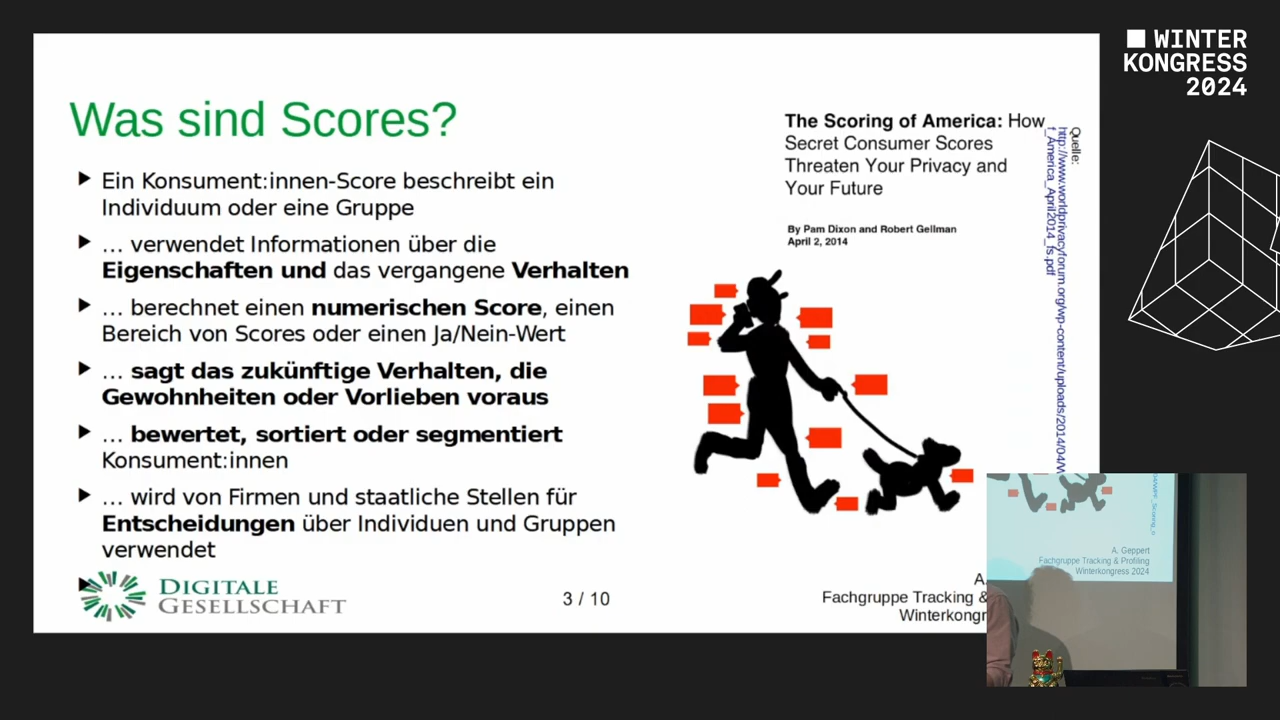 WINTER
KONGRESS
2024
Was sind Scores?
Ein Konsument:innen-Score beschreibt ein
Individuum oder eine Gruppe
… verwendet Informationen über die
Eigenschaften und das vergangene Verhalten
… berechnet einen numerischen Score, einen
Bereich von Scores oder einen Ja/Nein-Wert
… sagt das zukünftige Verhalten, die
Gewohnheiten oder Vorlieben voraus
… bewertet, sortiert oder segmentiert
Konsument:innen
… wird von Firmen und staatliche Stellen für
Entscheidungen über Individuen und Gruppen
verwendet
The Scoring of America: How
Secret Consumer Scores
Threaten Your Privacy and
Your Future
By Pam Dixon and Robert Gellman
April 2, 2014
Quelle:
http://www.worldprivacyforum.org/wp-content/uploads/2014/04/W
f_America_April2014_fs.pdf
DIGITALE
GESELLSCHAFT
3 / 10
A.
Fachgruppe Tracking &
Winterkongr
A. Geppert
Fachgruppe Tracking & Profiling
Winterkongress 2024